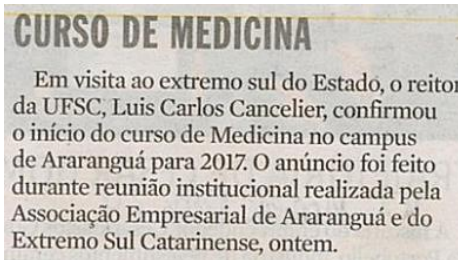 CURSO DE MEDICINA
Em visita ao extremo sul do Estado, o reitor
da UFSC, Luis Carlos Cancelier, confirmou
o início do curso de Medicina no campus
de Araranguá para 2017. O anúncio foi feito
durante reunião institucional realizada pela
Associação Empresarial de Araranguá e do
Extremo Sul Catarinense, ontem.